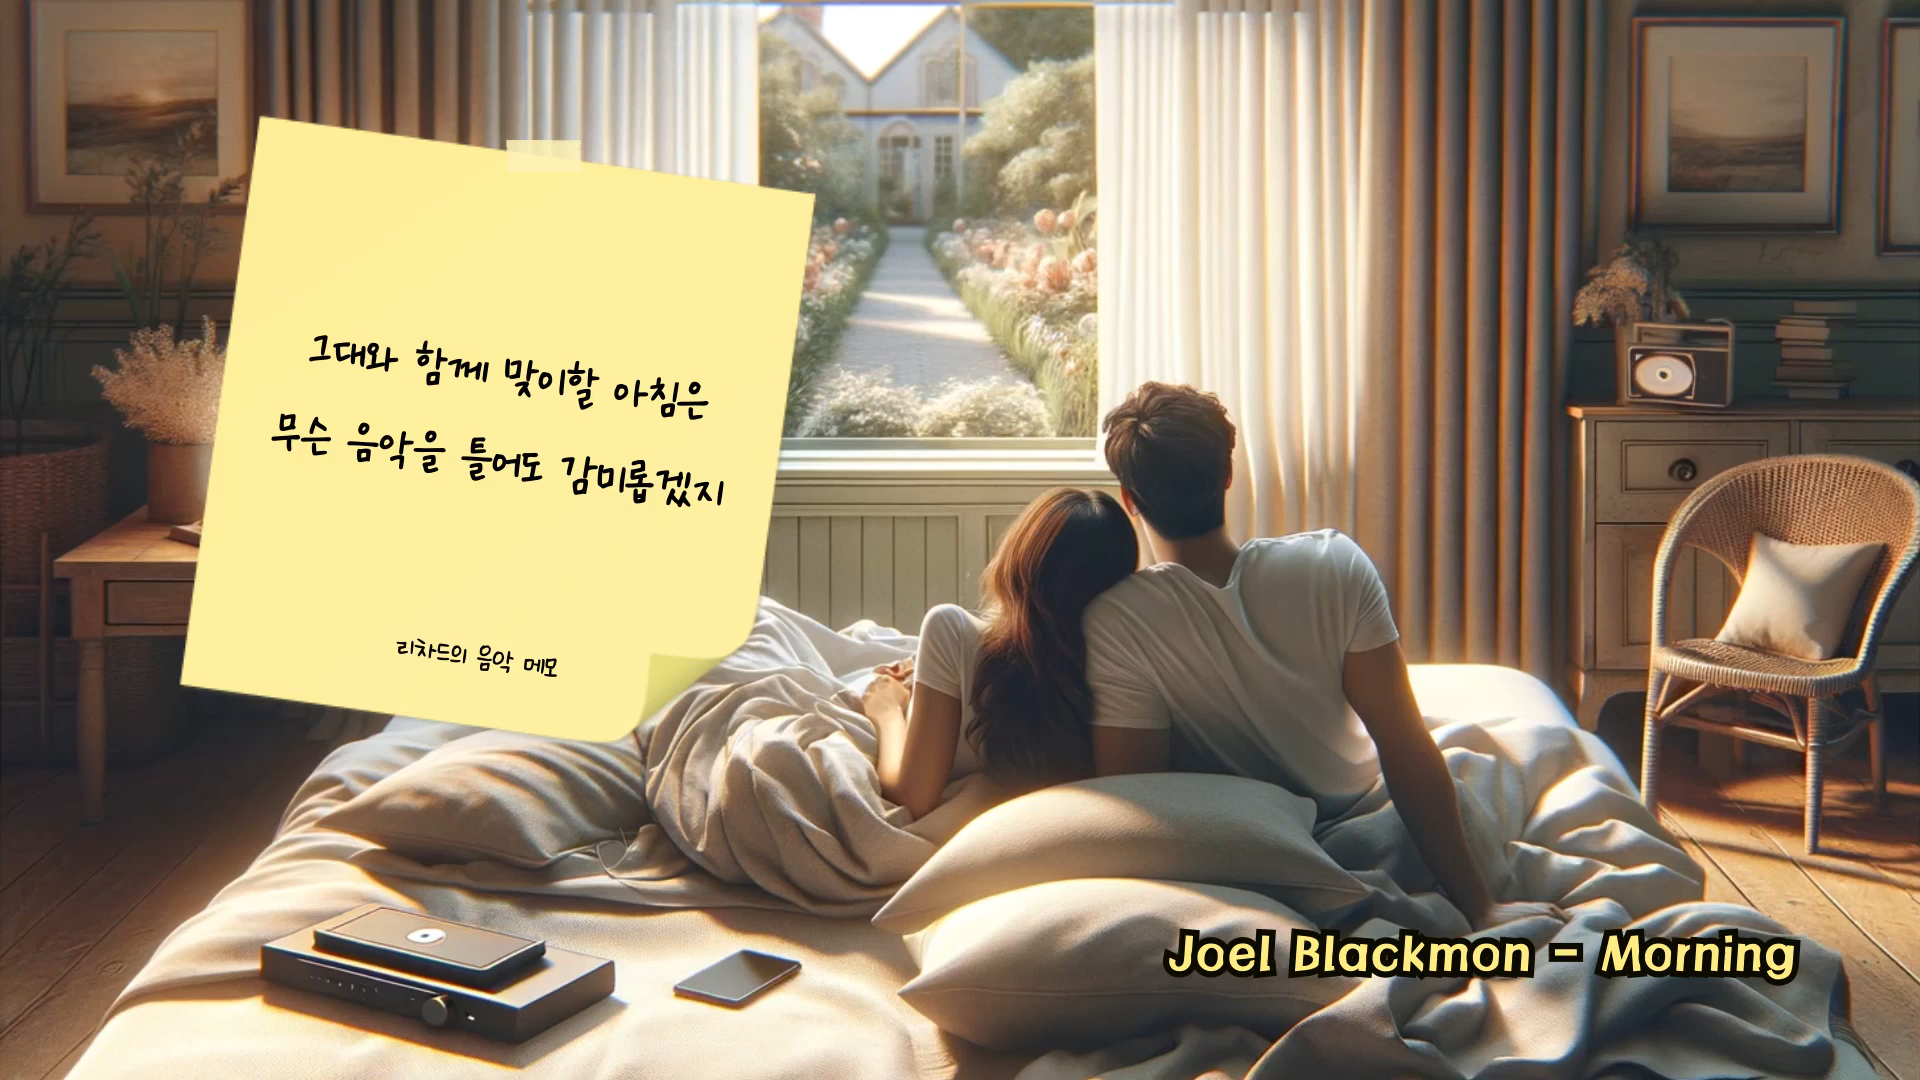 그대와 함께 맞이할 아침은
무슨 음악을 틀어도 감미롭겠지
리차드의 음악 메모
Joel Blackmon - Morning